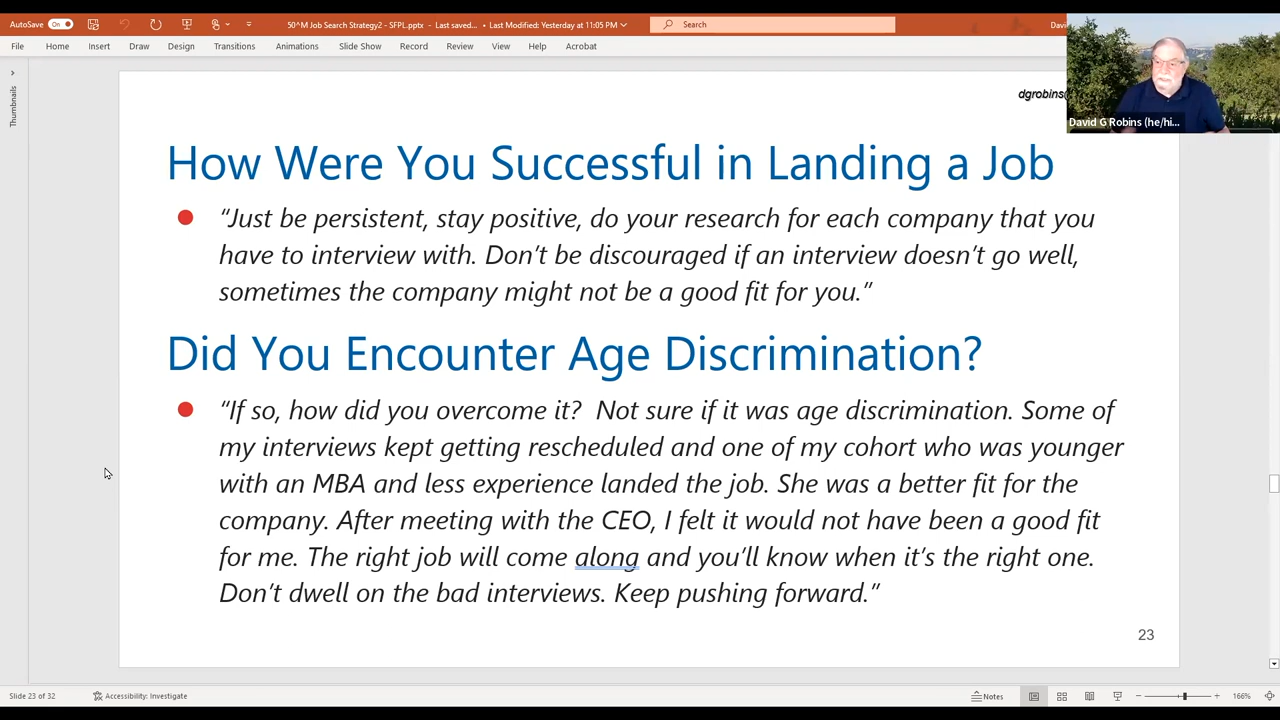 AutoSave On 50^M Job Search Strategy2 - SFPL.pptx - Last saved... • Last Modified: Yesterday at 11:05 PM Search
File Home Insert Draw Design Transitions Animations Slide Show Record Review View Help Acrobat
Thumbnails
David G Robins (he/hi...
How Were You Successful in Landing a Job
“Just be persistent, stay positive, do your research for each company that you
have to interview with. Don’t be discouraged if an interview doesn’t go well,
sometimes the company might not be a good fit for you.”
Did You Encounter Age Discrimination?
“If so, how did you overcome it?  Not sure if it was age discrimination. Some of
my interviews kept getting rescheduled and one of my cohort who was younger
with an MBA and less experience landed the job. She was a better fit for the
company. After meeting with the CEO, I felt it would not have been a good fit
for me. The right job will come along and you’ll know when it’s the right one.
Don’t dwell on the bad interviews. Keep pushing forward.”
23
Slide 23 of 32 Accessibility: Investigate Notes 166%